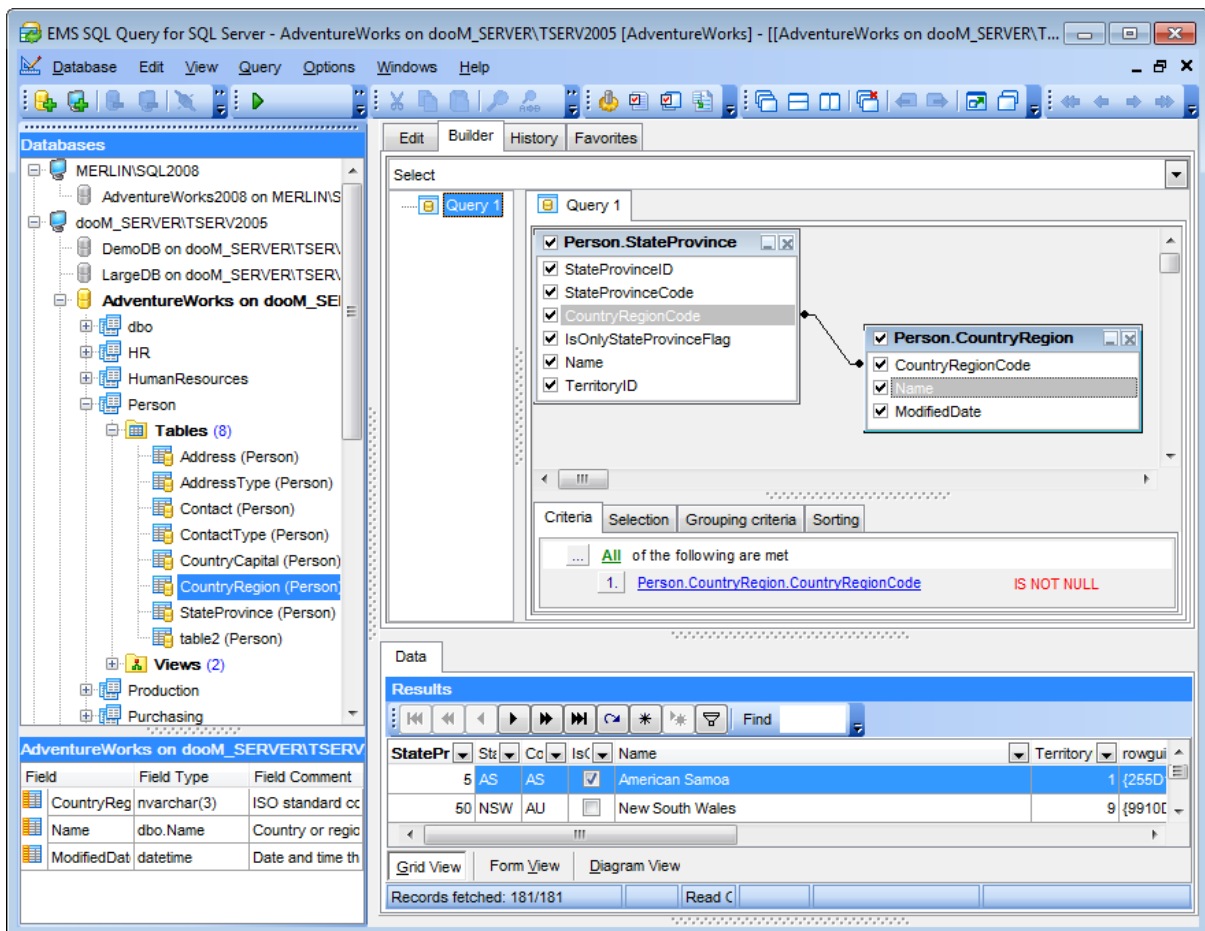 EMS SQL Query for SQL Server - AdventureWorks on dooM_SERVER\TSERV2005 [AdventureWorks] - [[AdventureWorks on dooM_SERVER\T...
Database Edit View Query Options Windows Help
Databases
MERLIN\SQL2008
AdventureWorks2008 on MERLIN\S
dooM_SERVER\TSERV2005
DemoDB on dooM_SERVER\TSER\
LargeDB on dooM_SERVER\TSER\
AdventureWorks on dooM_SE
dbo
HR
HumanResources
Person
Tables (8)
Address (Person)
AddressType (Person)
Contact (Person)
ContactType (Person)
CountryCapital (Person)
CountryRegion (Person)
StateProvince (Person)
table2 (Person)
Views (2)
Production
Purchasing
AdventureWorks on dooM_SERVER\TSERV
Field Field Type Field Comment
CountryReg nvarchar(3) ISO standard cc
Name dbo.Name Country or regic
ModifiedDat datetime Date and time th
Edit Builder History Favorites
Select
Query 1
Query 1
Person.StateProvince
StateProvinceID
StateProvinceCode
CountryRegionCode
IsOnlyStateProvinceFlag
Name
TerritoryID
Person.CountryRegion
CountryRegionCode
Name
ModifiedDate
Criteria Selection Grouping criteria Sorting
... All of the following are met
1. Person.CountryRegion.CountryRegionCode IS NOT NULL
Data
Results
Find
StatePr Sta Co Is( Name Territory rowgui
5 AS AS American Samoa 1 {255D
50 NSW AU New South Wales 9 {9910D
Grid View Form View Diagram View
Records fetched: 181/181 Read C